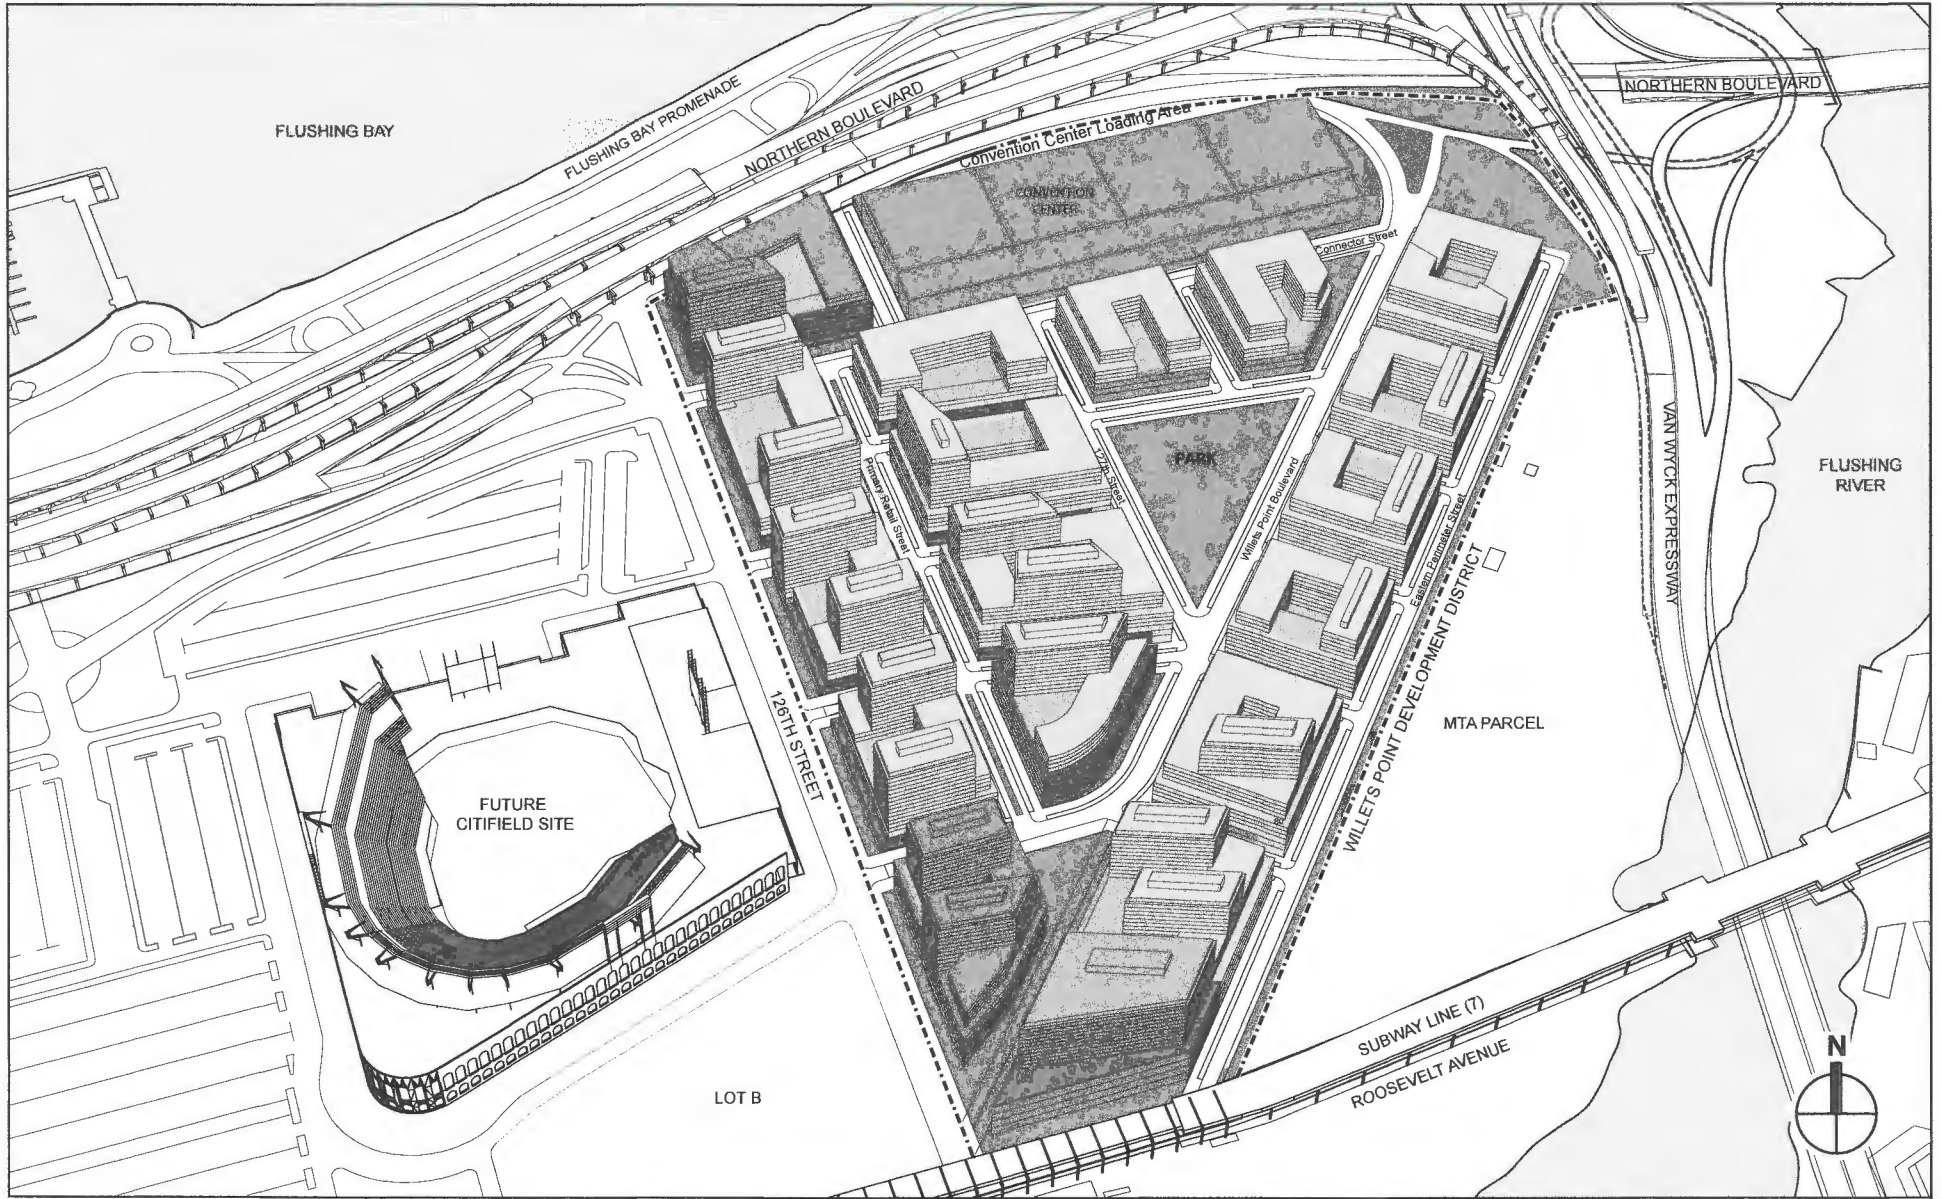 NORTHERN BOULEVARD
FLUSHING BAY
FLUSHING BAY PROMENADE
NORTHERN BOULEVARD
Convention Center Loading Area
CONVENTION
CENTER
Connector Street
PARK
127th Street
Primary Retail Street
Willets Point Boulevard
Eastern Perimeter Street
VAN WYCK EXPRESSWAY
FLUSHING
RIVER
WILLETS POINT DEVELOPMENT DISTRICT
MTA PARCEL
126TH STREET
FUTURE
CITIFIELD SITE
LOT B
SUBWAY LINE (7)
ROOSEVELT AVENUE
N